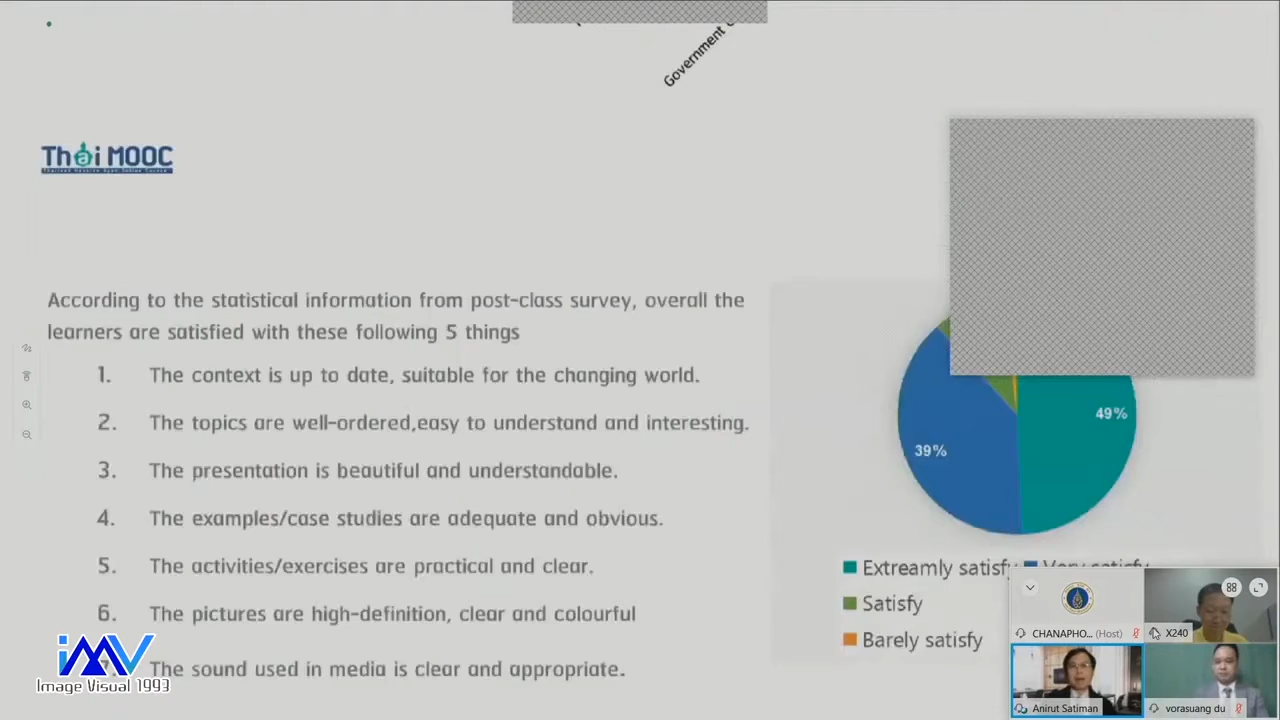 Government
Thai MOOC
According to the statistical information from post-class survey, overall the
learners are satisfied with these following 5 things
1. The context is up to date, suitable for the changing world.
2. The topics are well-ordered,easy to understand and interesting.
3. The presentation is beautiful and understandable.
4. The examples/case studies are adequate and obvious.
5. The activities/exercises are practical and clear.
6. The pictures are high-definition, clear and colourful
The sound used in media is clear and appropriate.
49%
39%
Extreamly satisfy Very satisfy
Satisfy
Barely satisfy
88
CHANAPHO... (Host)
X240
Anirut Satiman
vorasuang du
iMV
Image Visual 1993